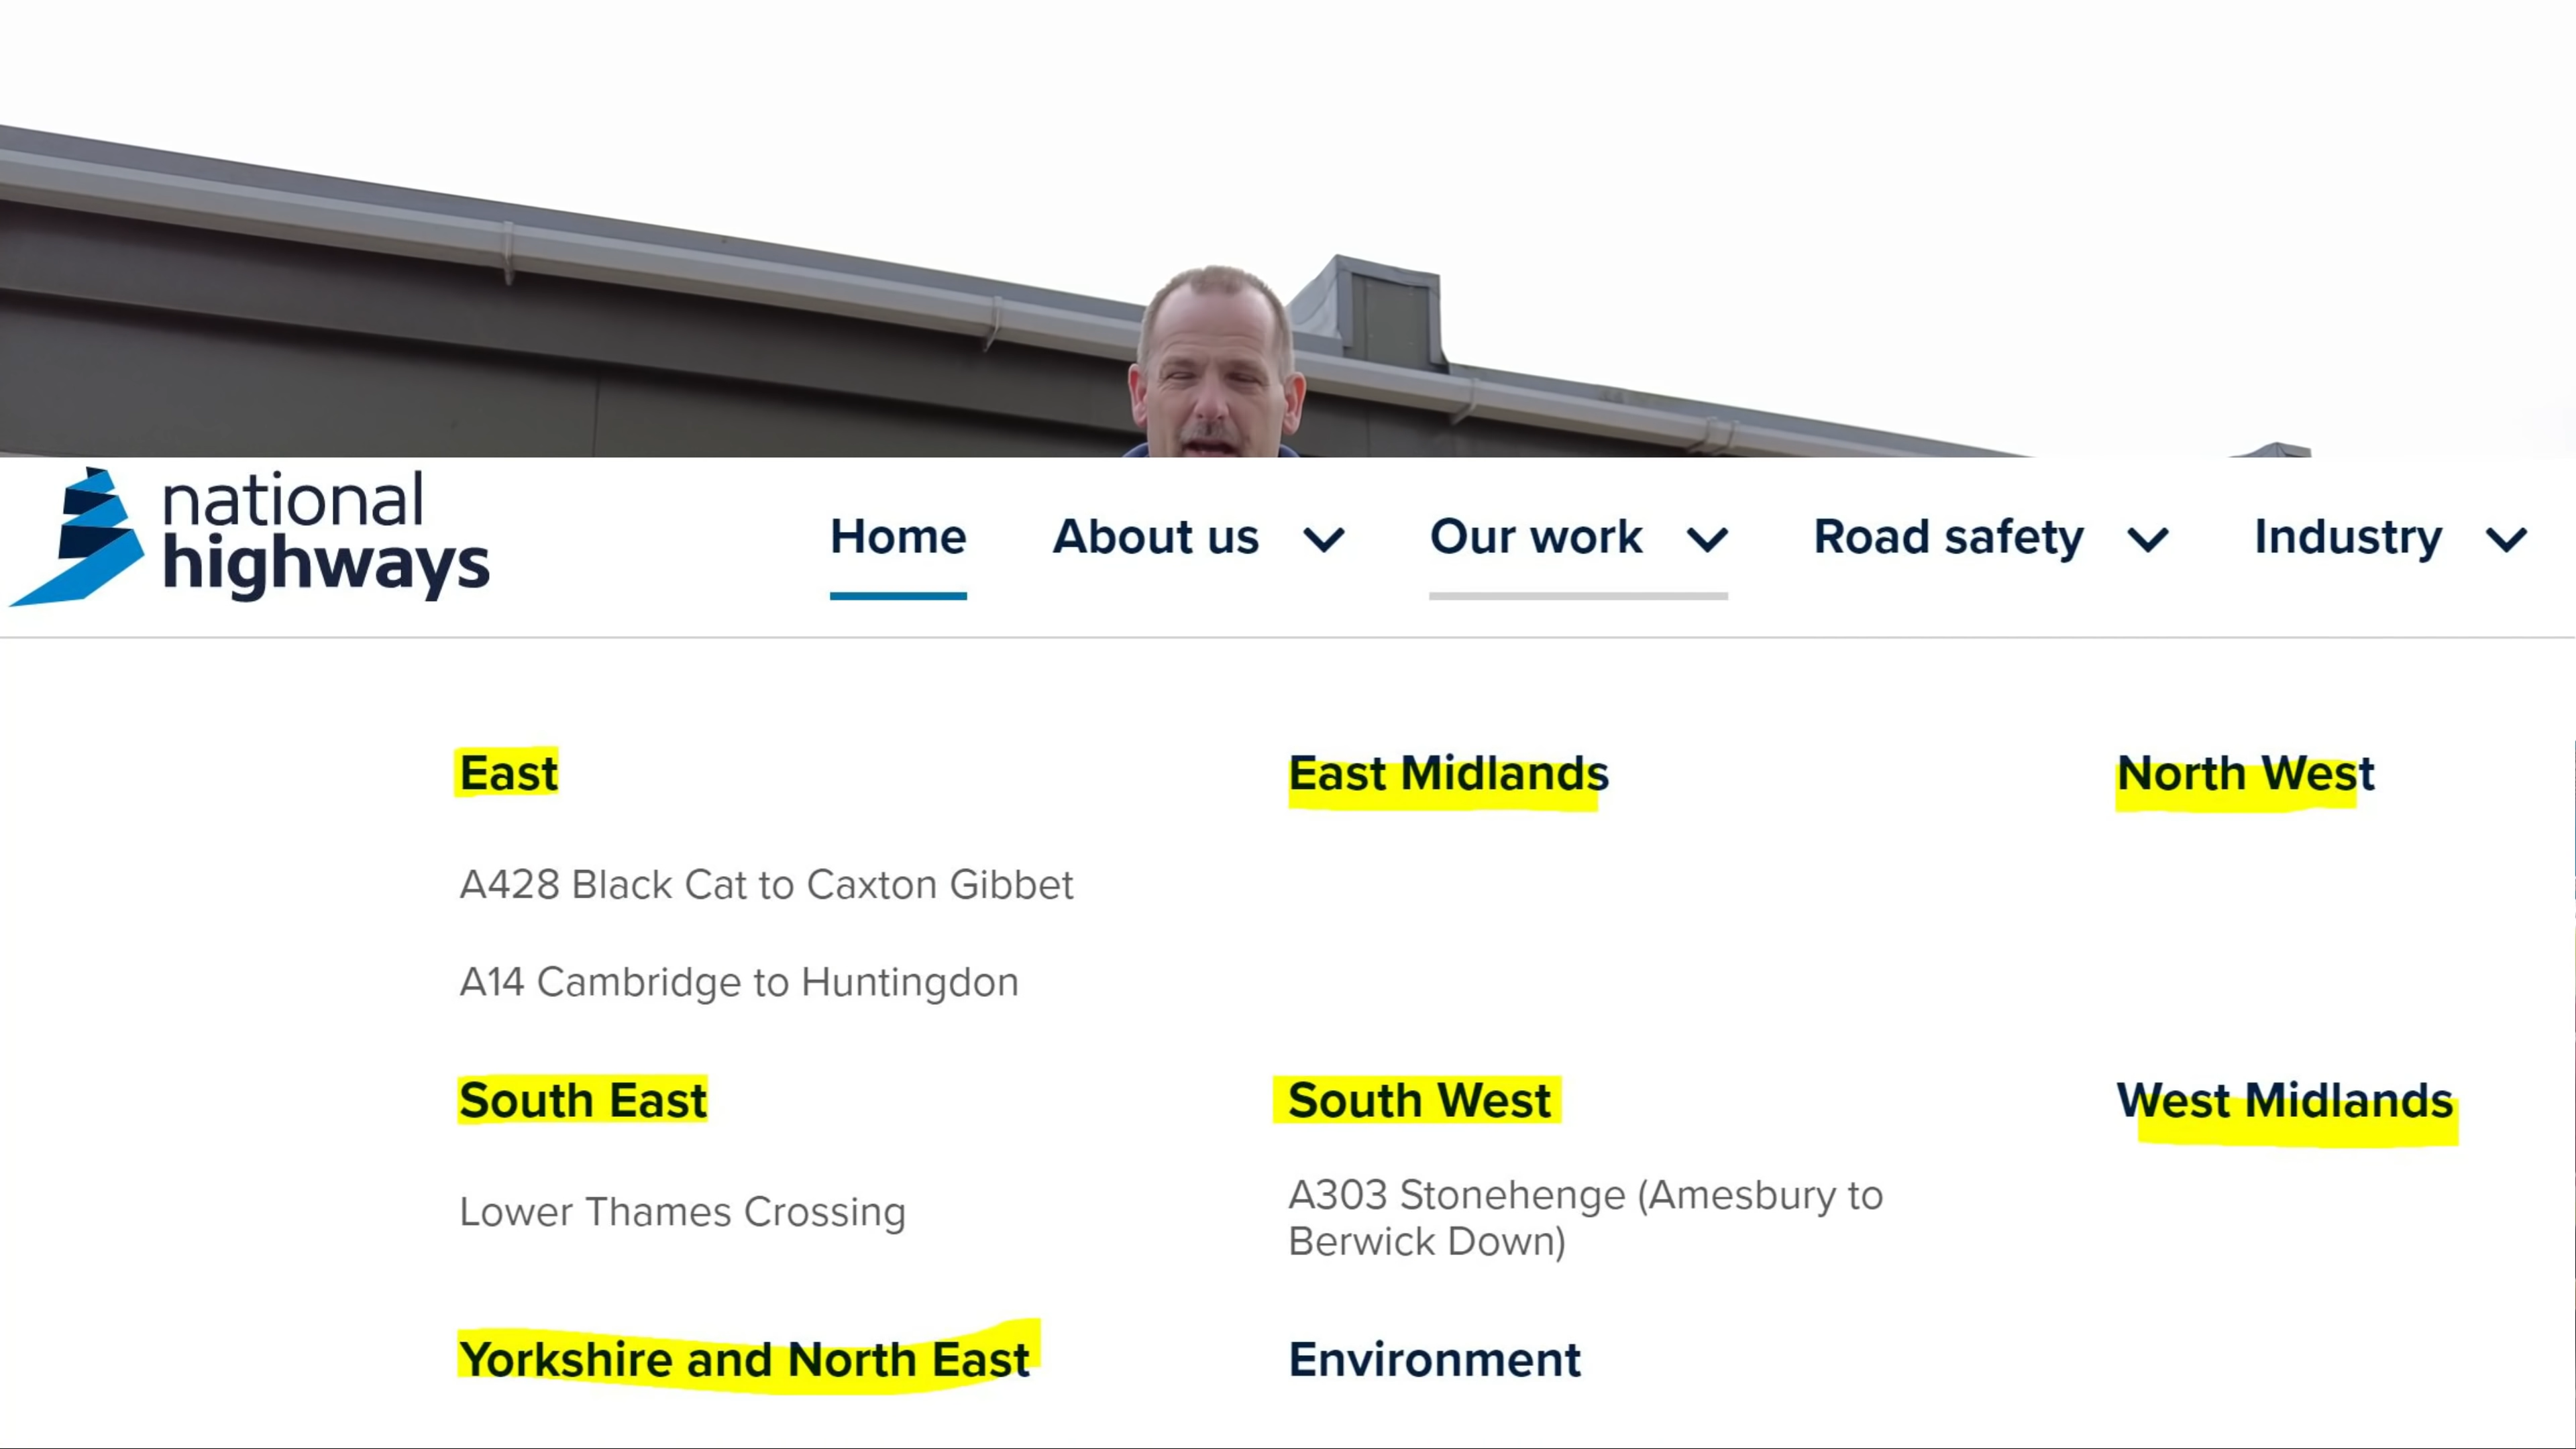 national
highways
Home About us Our work Road safety Industry
East East Midlands North West
A428 Black Cat to Caxton Gibbet
A14 Cambridge to Huntingdon
South East South West West Midlands
Lower Thames Crossing
A303 Stonehenge (Amesbury to
Berwick Down)
Yorkshire and North East Environment